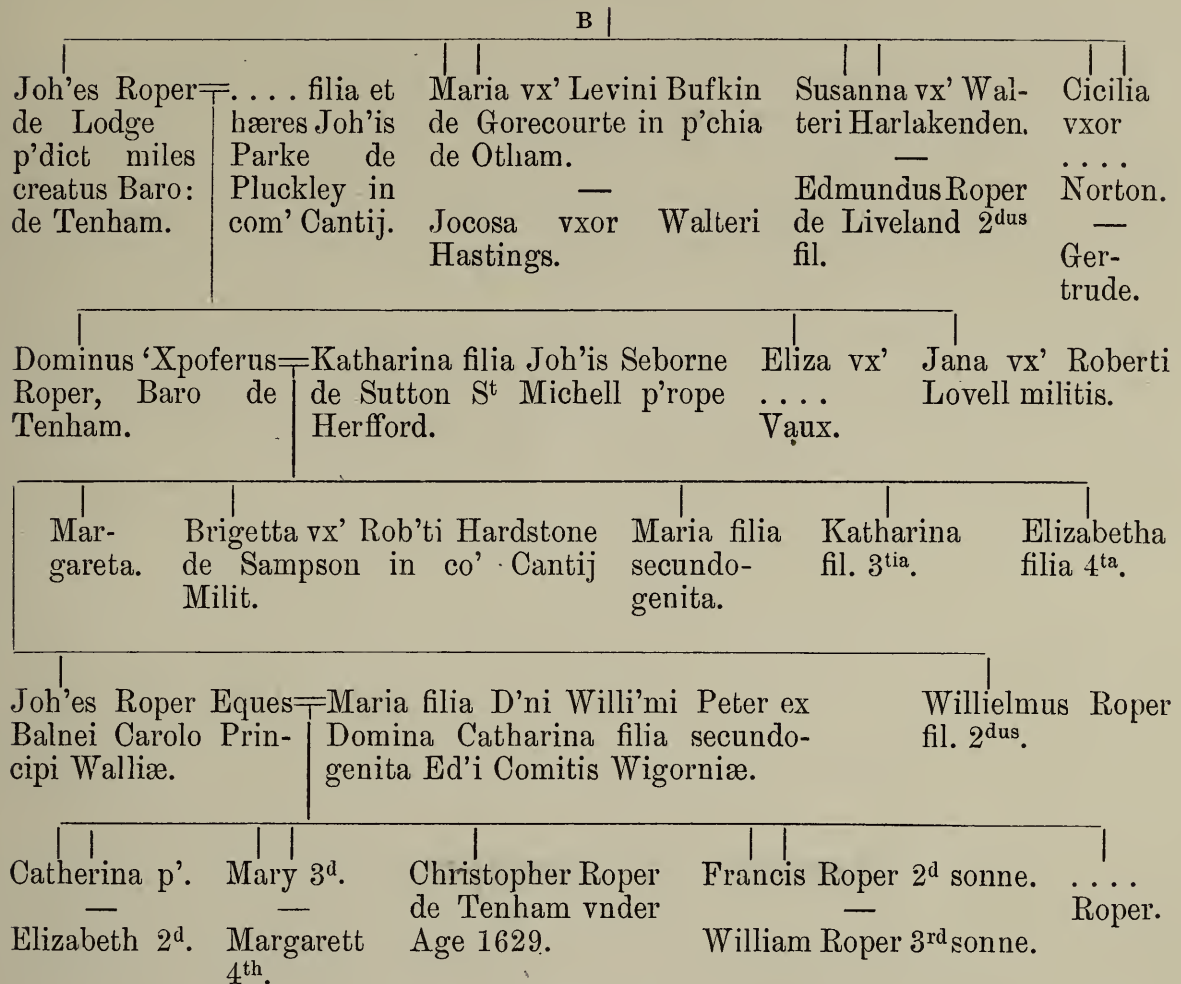 B
Joh'es Roper
de Lodge
p'dict miles
creatus Baro:
de Tenham.
. . . . filia et
hæres Joh'is
Parke de
Pluckley in
com' Cantij.
Maria vx' Levini Bufkin
de Gorecourte in p'chia
de Otham.
—
Jocosa vxor Walteri
Hastings.
Susanna vx' Wal-
teri Harlakenden.
—
Edmundus Roper
de Liveland 2dus
fil.
Cicilia
vxor
. . . .
Norton.
—
Ger-
trude.
Dominus ‘Xpoferus
Roper, Baro de
Tenham.
Katharina filia Joh'is Seborne
de Sutton St Michell p'rope
Herfford.
Eliza vx'
. . . .
Vaux.
Jana vx' Roberti
Lovell militis.
Mar-
gareta.
Brigetta vx' Rob'ti Hardstone
de Sampson in co' Cantij
Milit.
Maria filia
secundo-
genita.
Katharina
fil. 3tia.
Elizabetha
filia 4ta.
Joh'es Roper Eques
Balnei Carolo Prin-
cipi Walliæ.
Maria filia D'ni Willi'mi Peter ex
Domina Catharina filia secundo-
genita Ed'i Comitis Wigorniæ.
Willielmus Roper
fil. 2dus.
Catherina p'.
—
Elizabeth 2d.
Mary 3d.
—
Margarett
4th.
Christopher Roper
de Tenham vnder
Age 1629.
Francis Roper 2d sonne.
—
William Roper 3rd sonne.
. . . .
Roper.